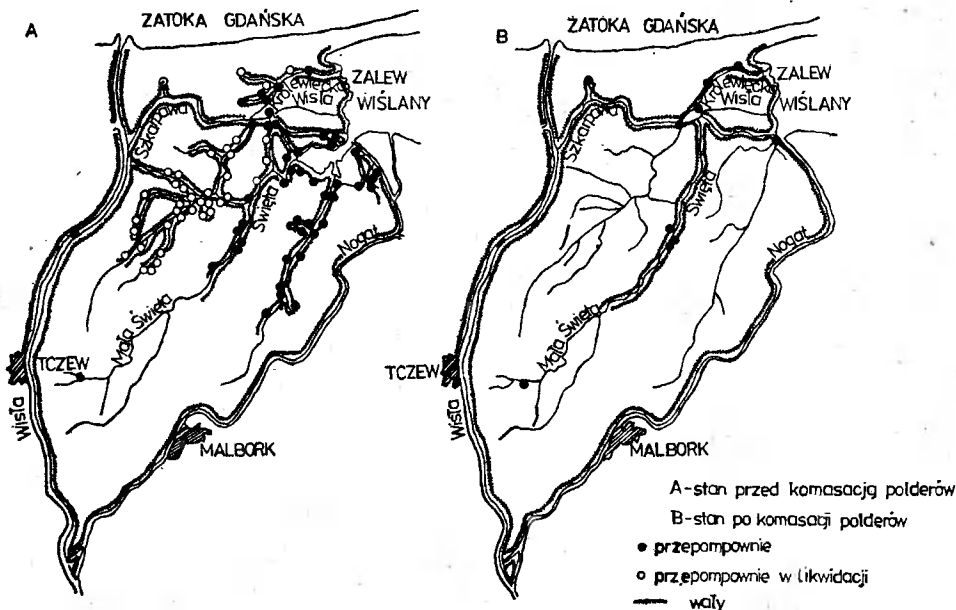 A
ZATOKA GDAŃSKA
Królewiecka
Wisła
ZALEW
WIŚLANY
Szkarpawa
Święta
Nogat
Mała Święta
TCZEW
Wisła
MALBORK
B
ZATOKA GDAŃSKA
Królewiecka
Wisła
ZALEW
WIŚLANY
Szkarpawa
Święta
Nogat
Mała Święta
TCZEW
Wisła
MALBORK
A-stan przed komasacją polderów
B-stan po komasacji polderów
przepompownie
przepompownie w likwidacji
wały